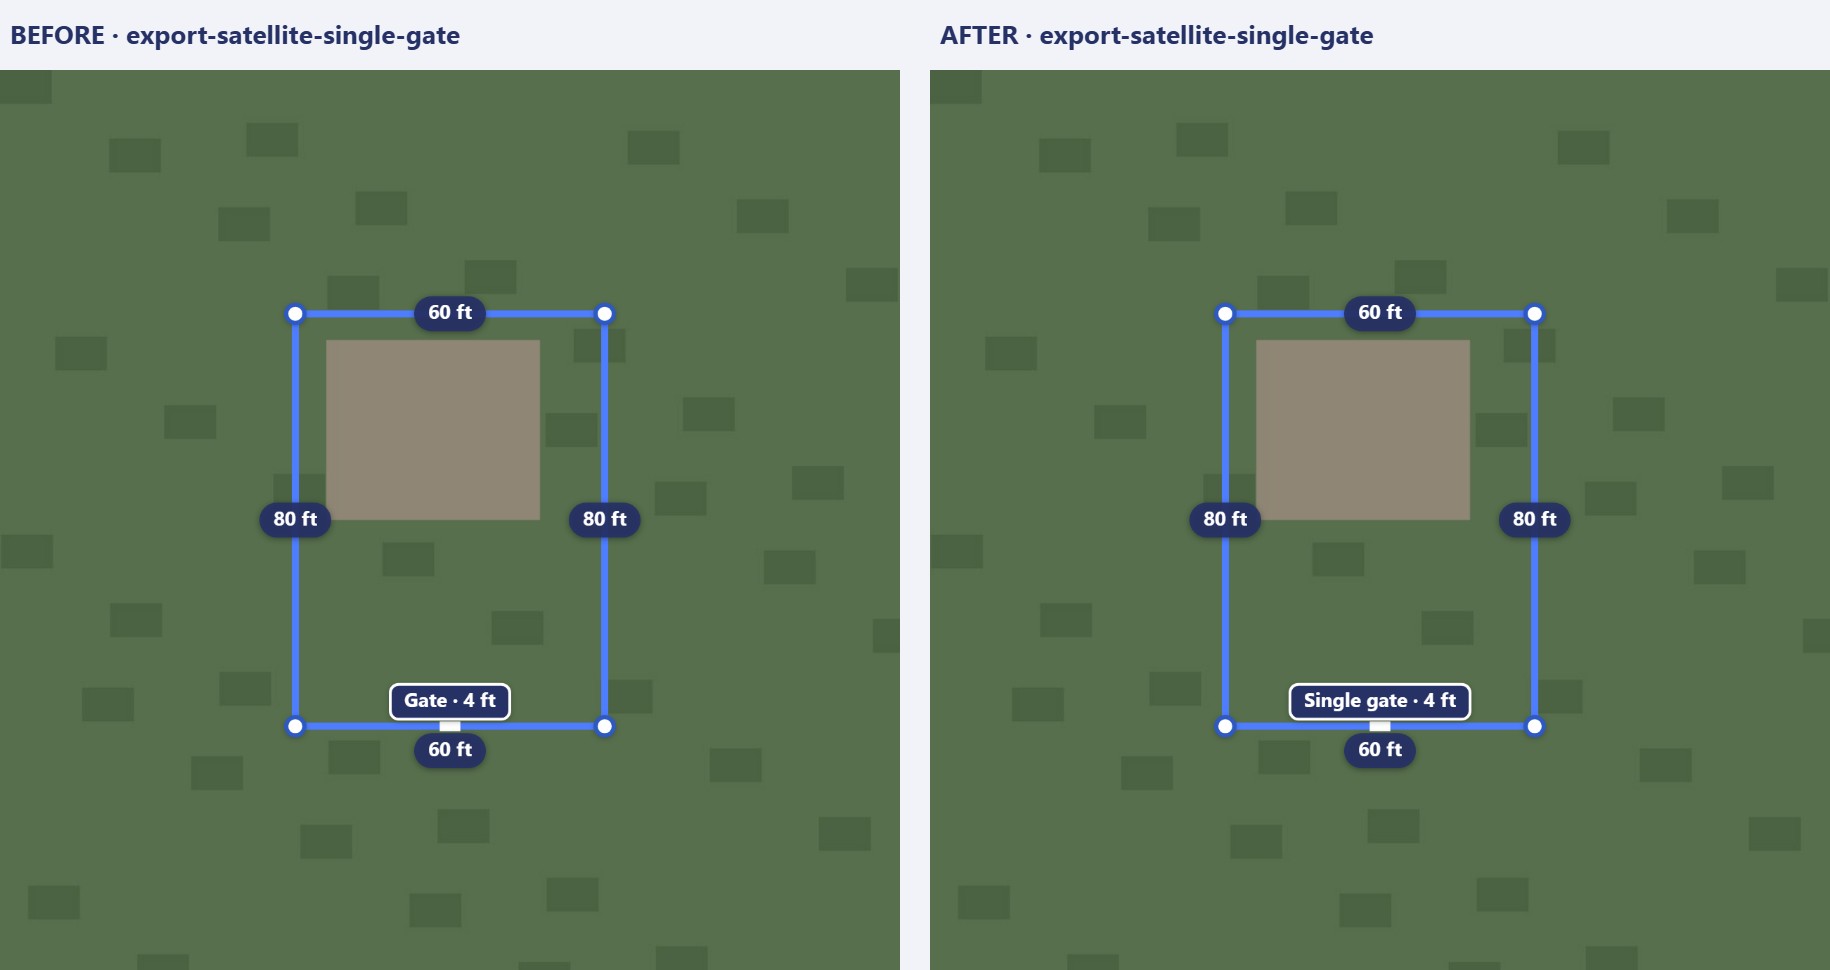 BEFORE · export-satellite-single-gate
60 ft
80 ft
80 ft
Gate · 4 ft
60 ft
AFTER · export-satellite-single-gate
60 ft
80 ft
80 ft
Single gate · 4 ft
60 ft